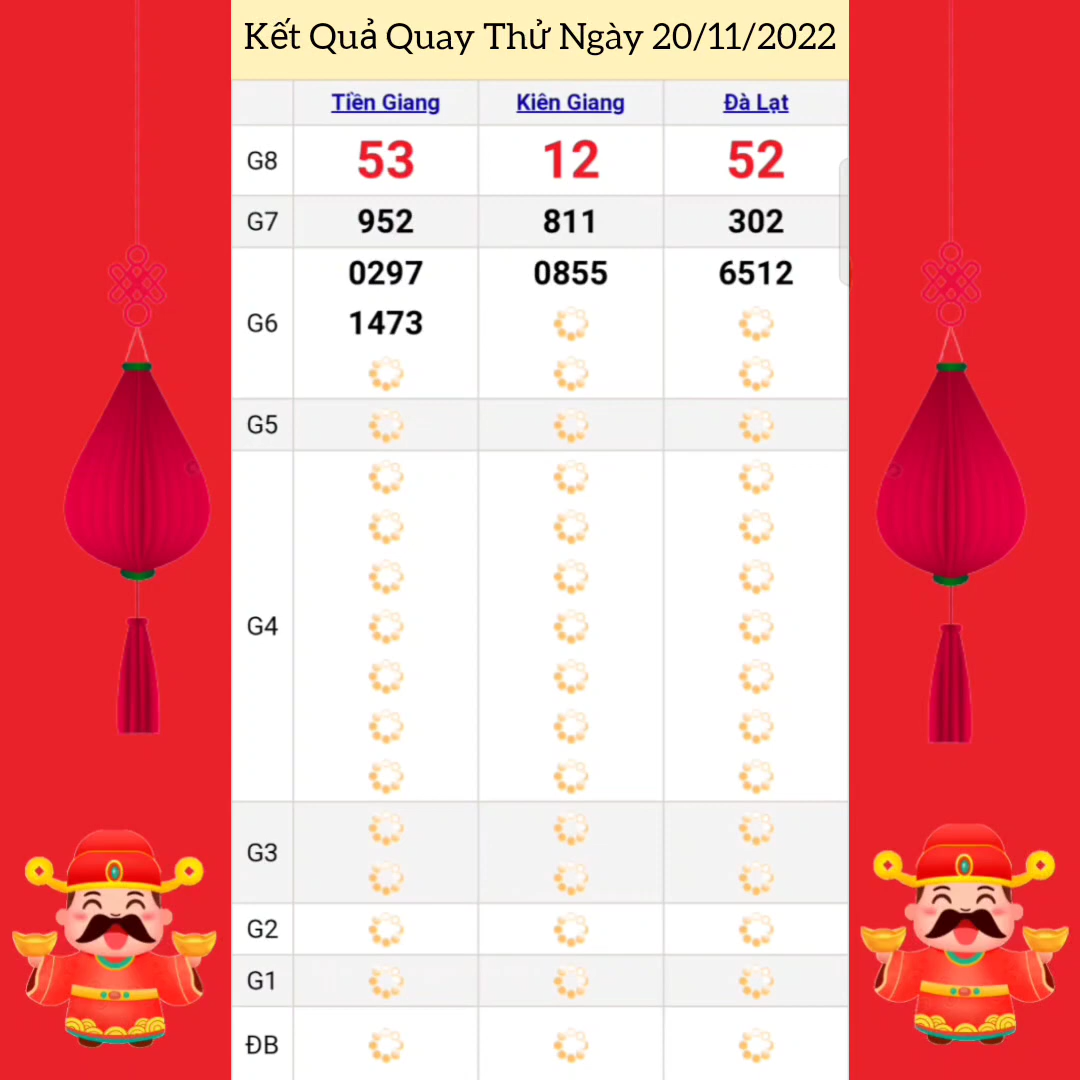 Kết Quả Quay Thử Ngày 20/11/2022
Tiền Giang Kiên Giang Đà Lạt
G8 53 12 52
G7 952 811 302
0297 0855 6512
G6 1473
G5
G4
G3
G2
G1
ĐB